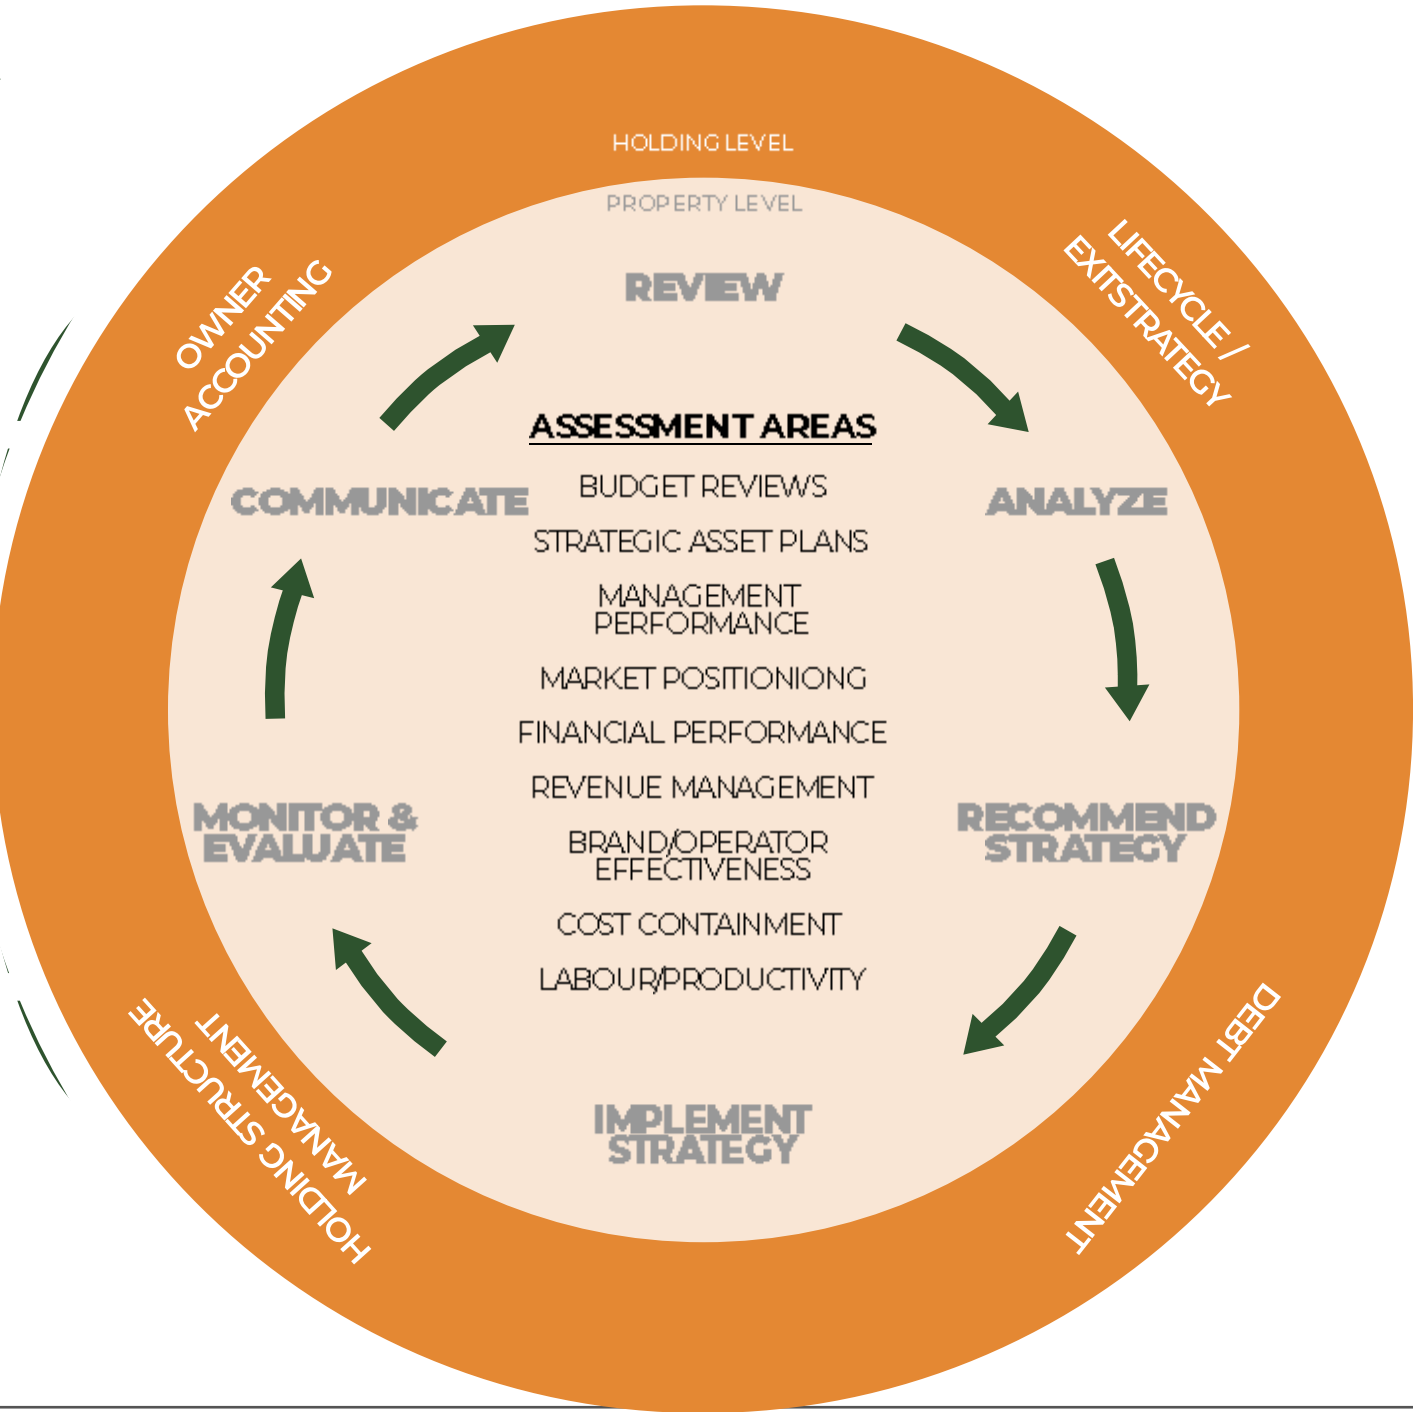 HOLDING LEVEL
PROPERTY LEVEL
REVIEW
LIFECYCLE /
EXITSTRATEGY
OWNER
ACCOUNTING
ASSESSMENT AREAS
BUDGET REVIEWS
STRATEGIC ASSET PLANS
MANAGEMENT
PERFORMANCE
MARKET POSITIONIONG
FINANCIAL PERFORMANCE
REVENUE MANAGEMENT
BRAND/OPERATOR
EFFECTIVENESS
COST CONTAINMENT
LABOUR/PRODUCTIVITY
COMMUNICATE
ANALYZE
MONITOR &
EVALUATE
RECOMMEND
STRATEGY
IMPLEMENT
STRATEGY
HOLDING STRUCTURE
MANAGEMENT
DEBT MANAGEMENT